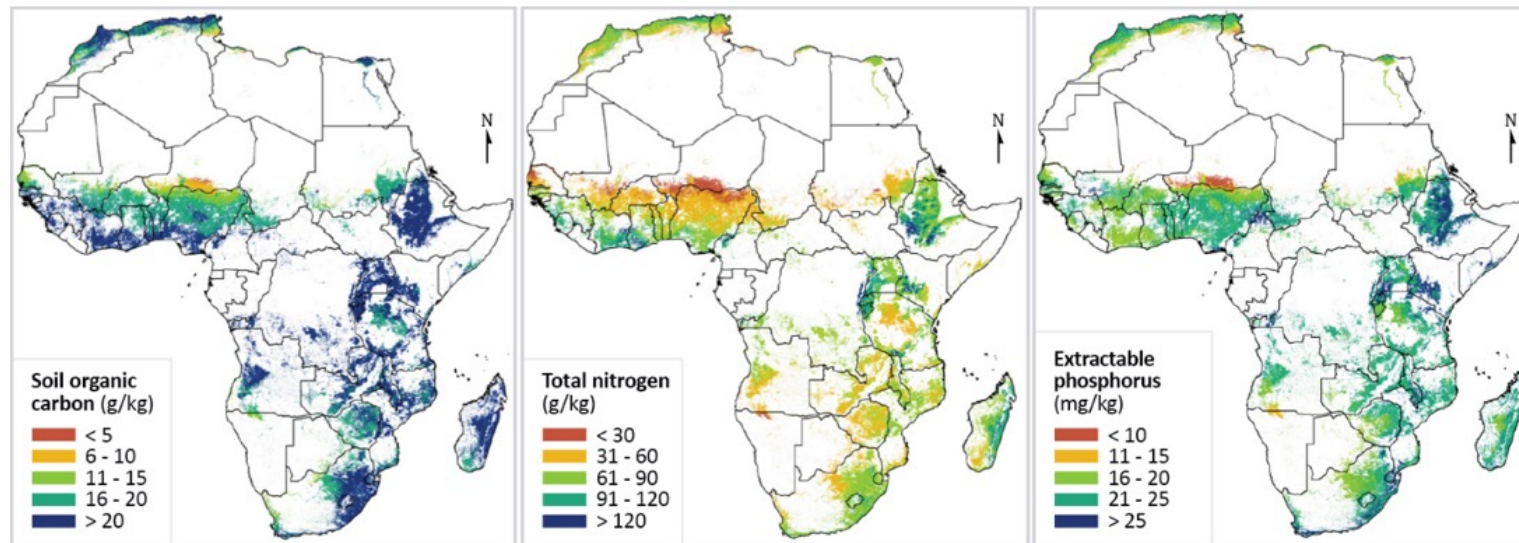 N
Soil organic
carbon (g/kg)
< 5
6 - 10
11 - 15
16 - 20
> 20
N
Total nitrogen
(g/kg)
< 30
31 - 60
61 - 90
91 - 120
> 120
N
Extractable
phosphorus
(mg/kg)
< 10
11 - 15
16 - 20
21 - 25
> 25